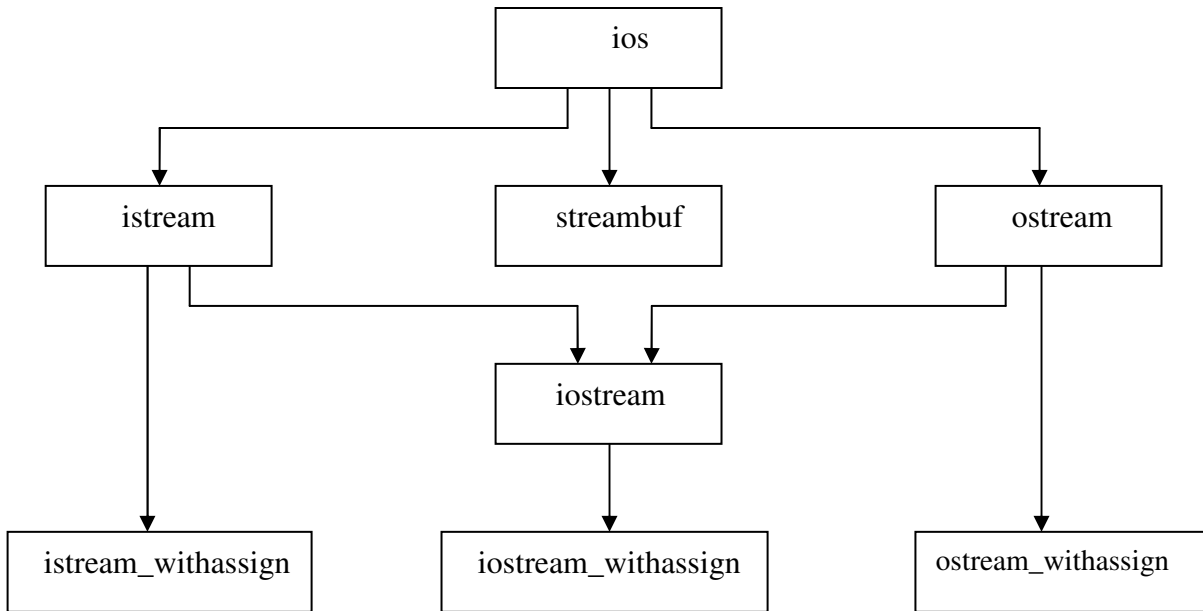 ios
istream
streambuf
ostream
iostream
istream_withassign
iostream_withassign
ostream_withassign